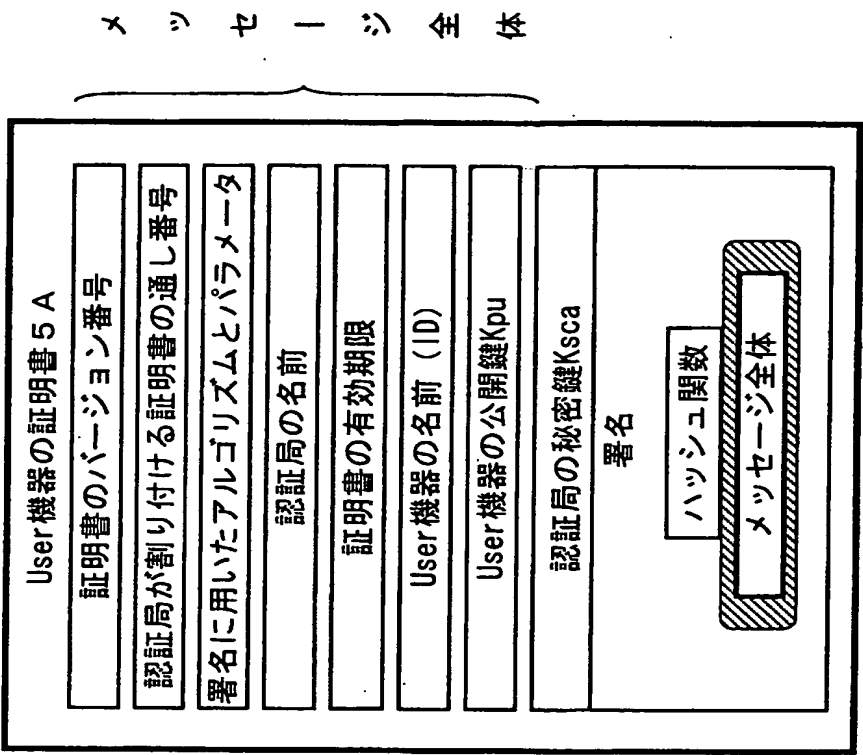 User機器の証明書5A
証明書のバージョン番号
認証局が割り付ける証明書の通し番号
署名に用いたアルゴリズムとパラメータ
認証局の名前
証明書の有効期限
User機器の名前 (ID)
User機器の公開鍵Kpu
認証局の秘密鍵Ksca
署名
ハッシュ関数
メッセージ全体
メッセージ全体